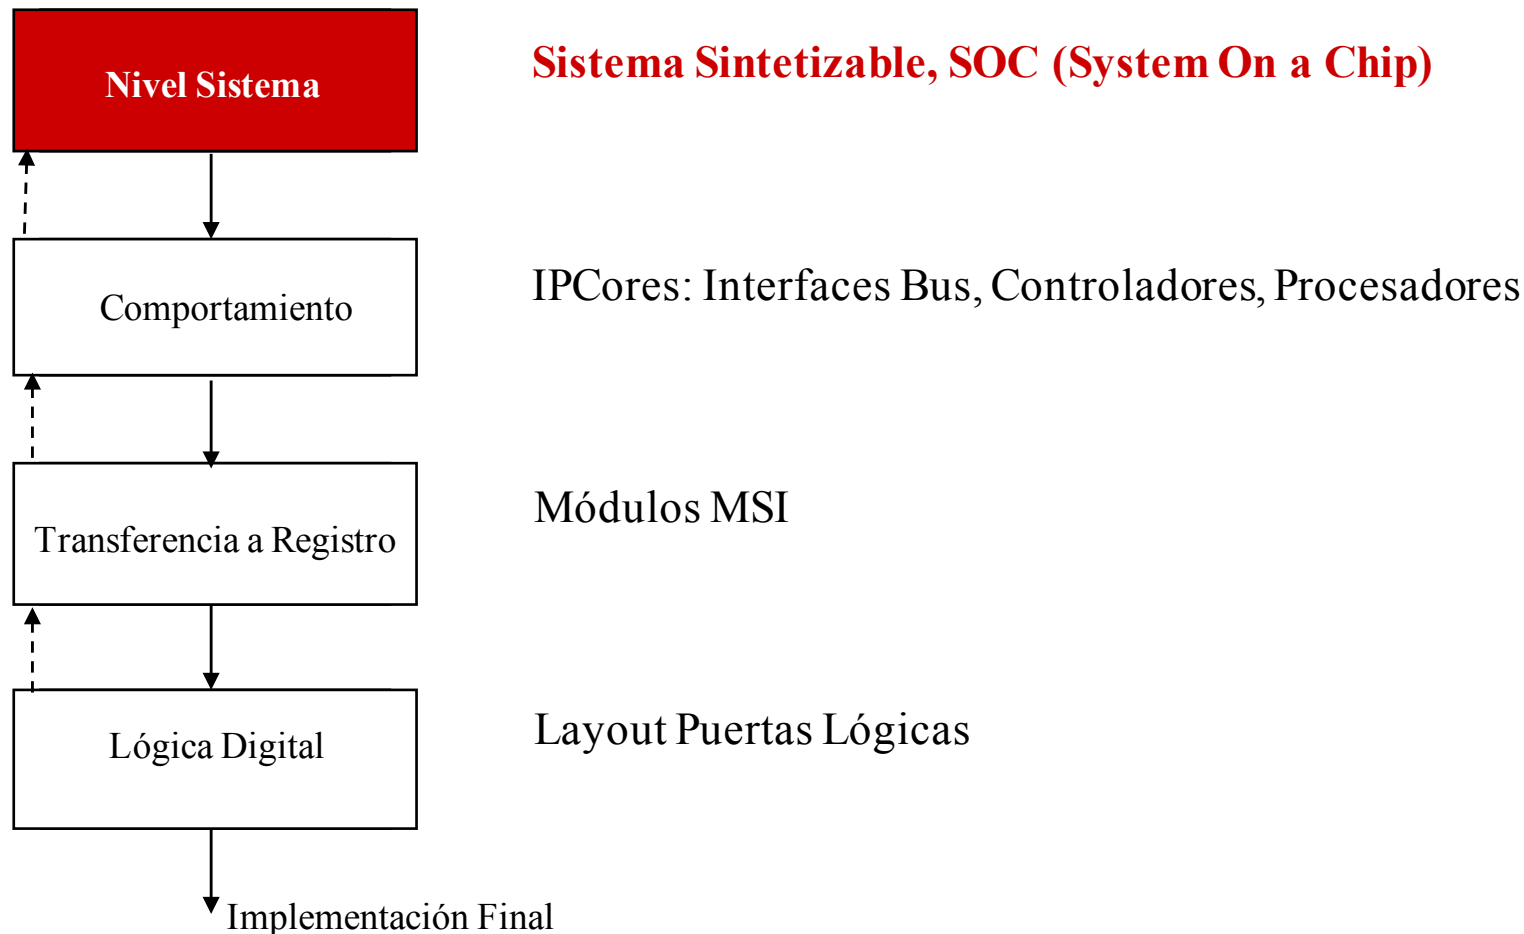 Nivel Sistema
Sistema Sintetizable, SOC (System On a Chip)
Comportamiento
IPCores: Interfaces Bus, Controladores, Procesadores
Transferencia a Registro
Módulos MSI
Lógica Digital
Layout Puertas Lógicas
Implementación Final